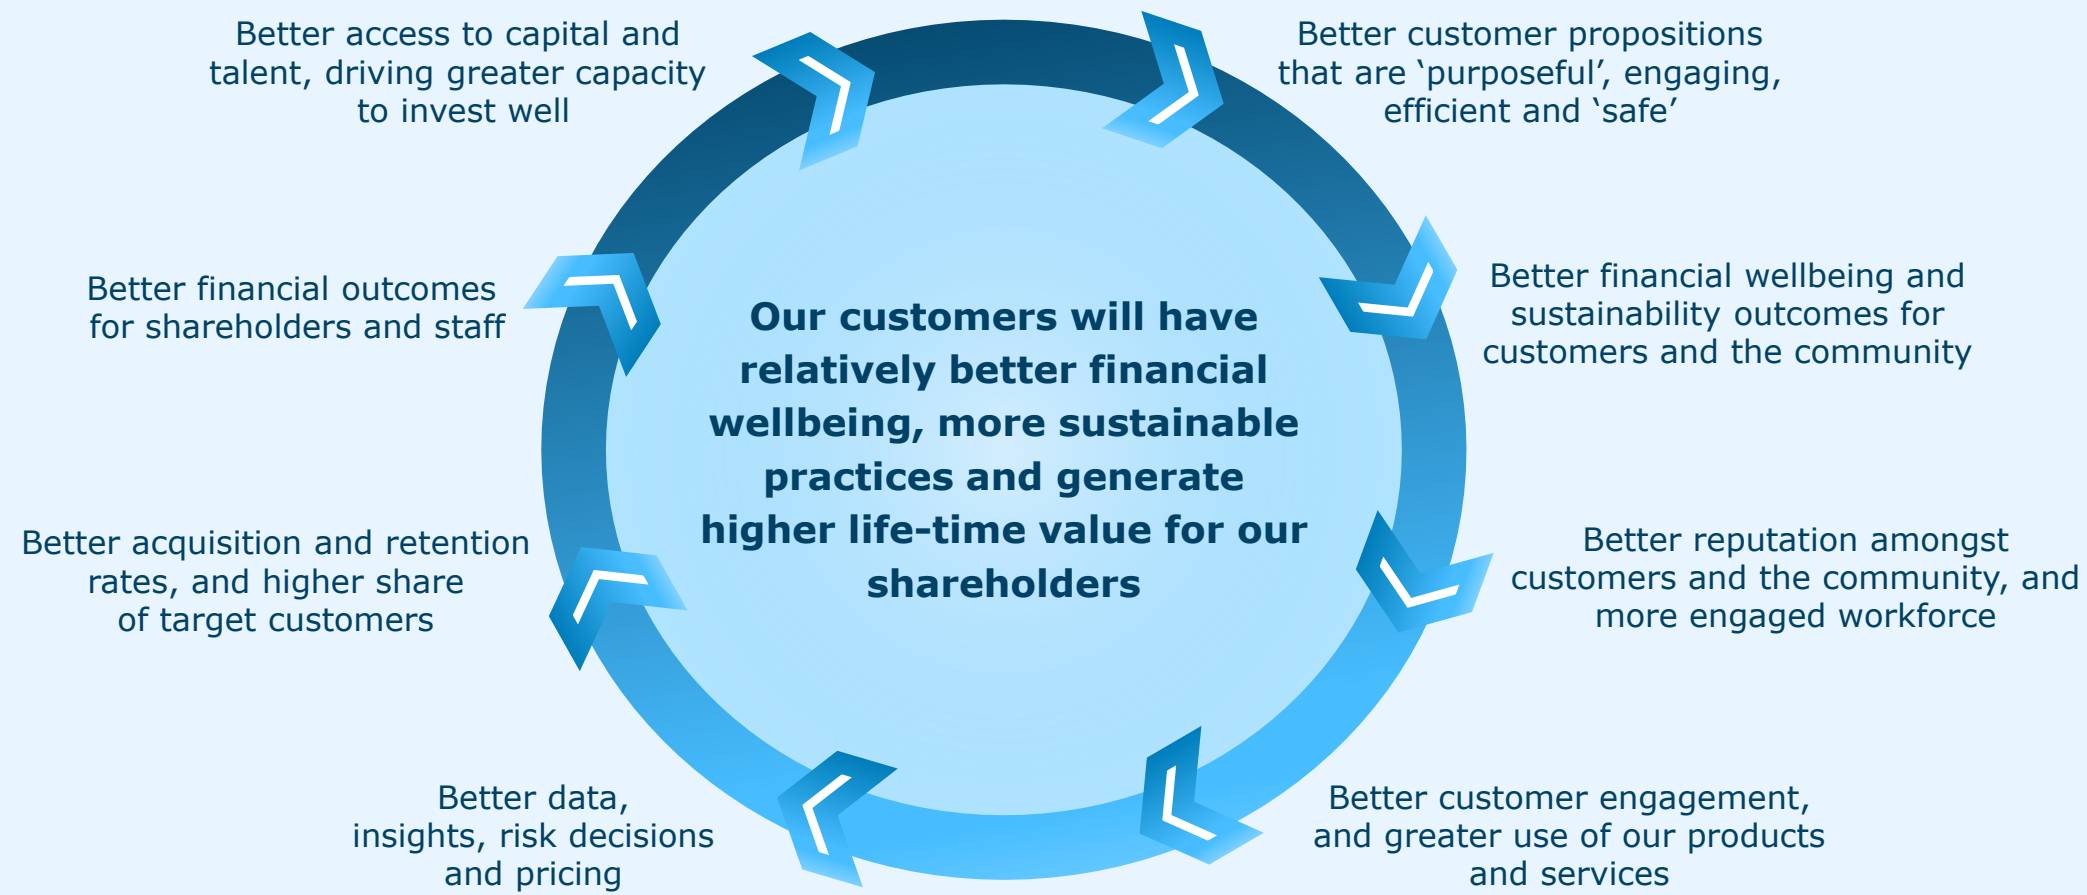 Better access to capital and
talent, driving greater capacity
to invest well
Better customer propositions
that are ‘purposeful’, engaging,
efficient and ‘safe’
Better financial outcomes
for shareholders and staff
Better financial wellbeing and
sustainability outcomes for
customers and the community
Our customers will have
relatively better financial
wellbeing, more sustainable
practices and generate
higher life-time value for our
shareholders
Better acquisition and retention
rates, and higher share
of target customers
Better reputation amongst
customers and the community, and
more engaged workforce
Better data,
insights, risk decisions
and pricing
Better customer engagement,
and greater use of our products
and services